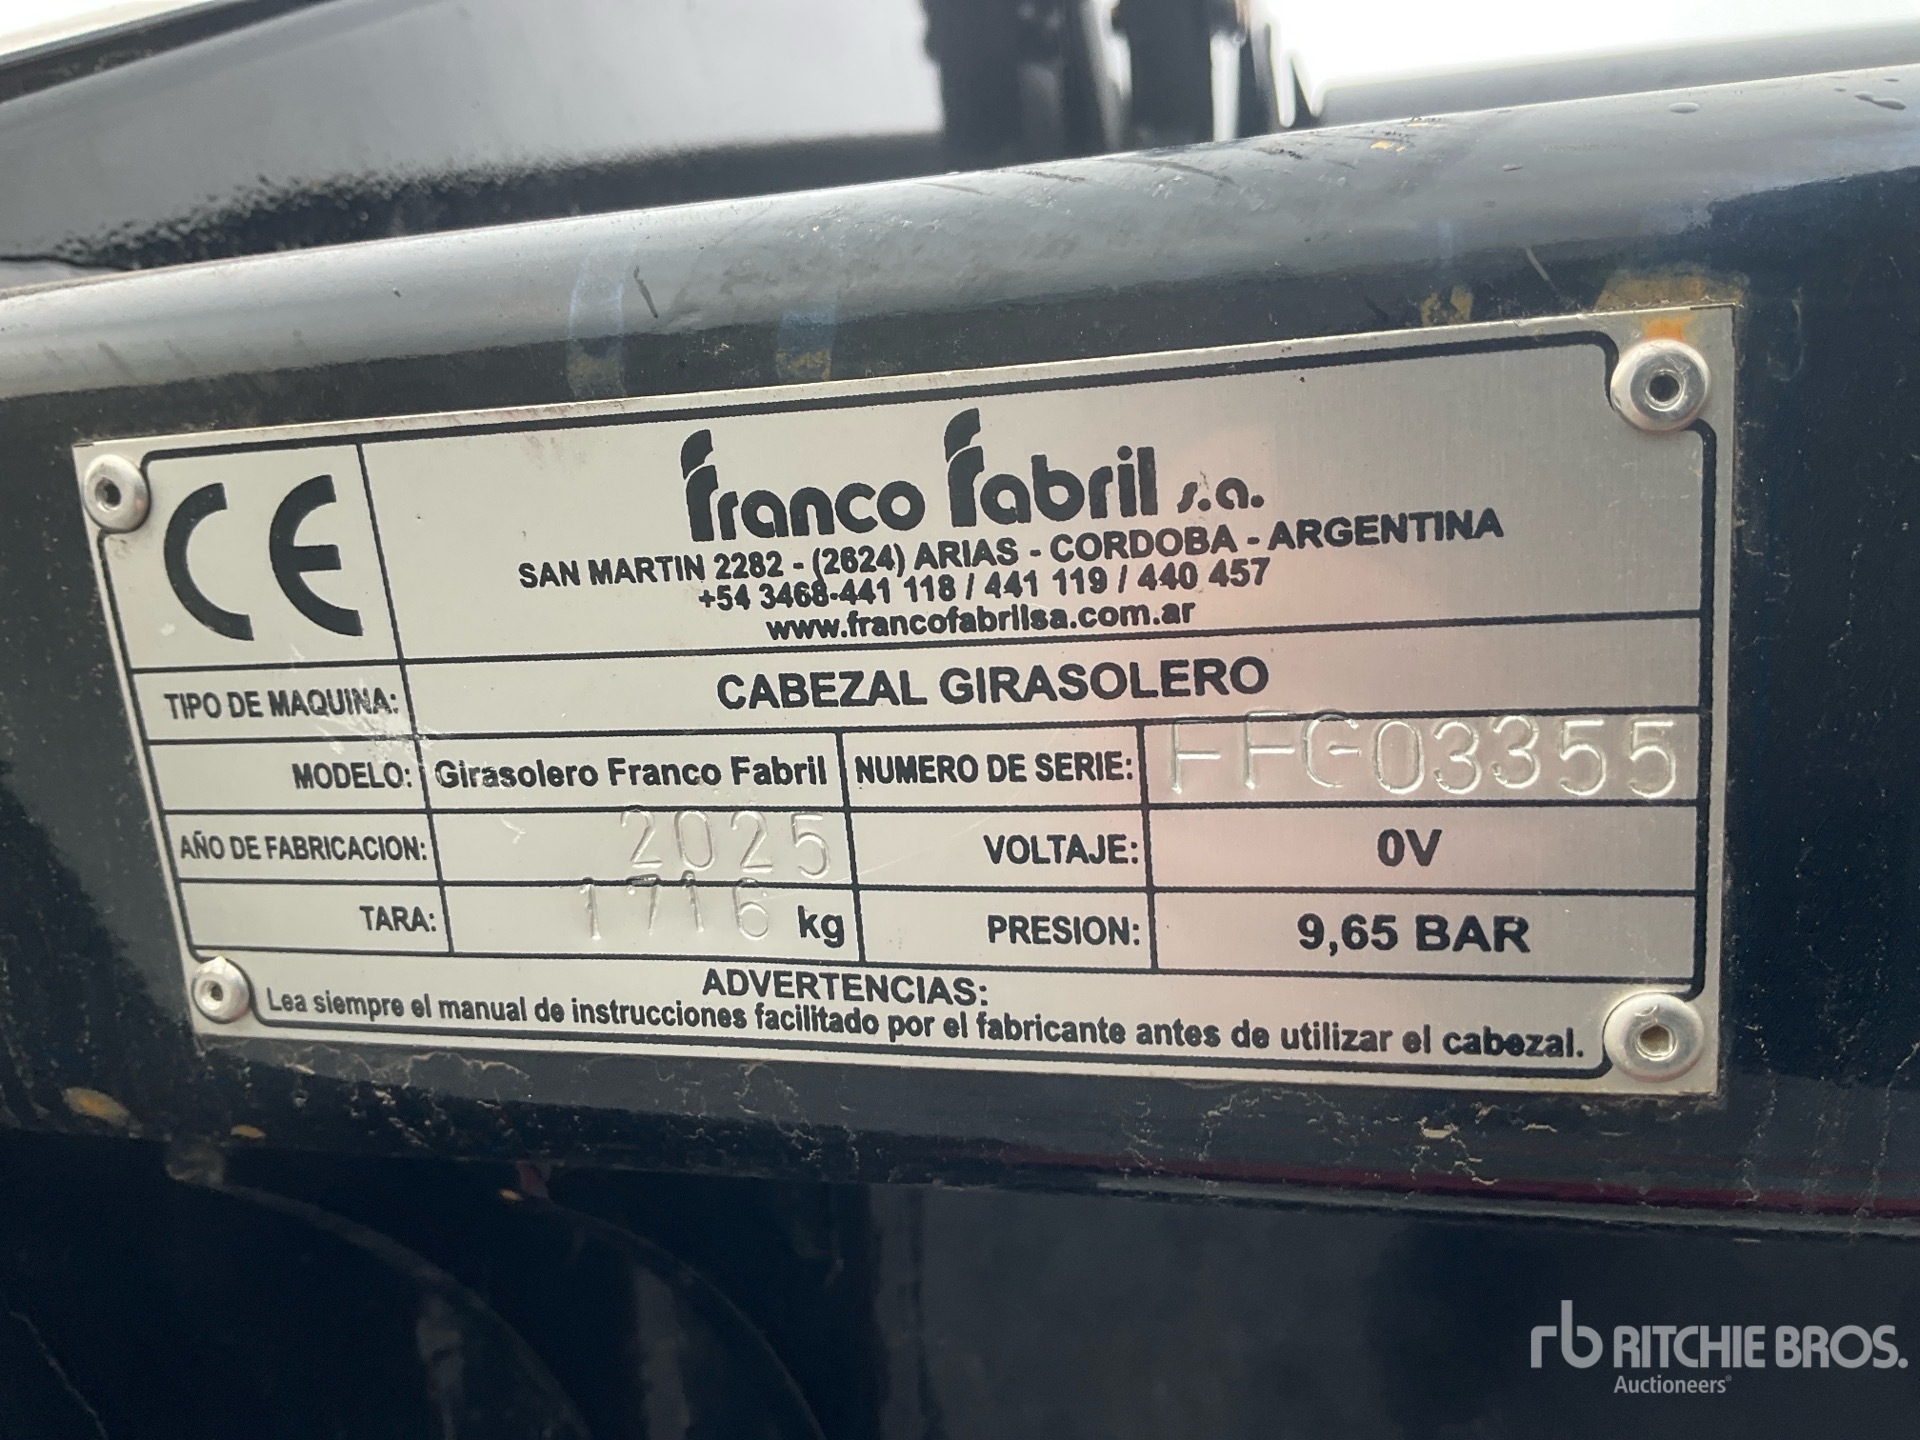 CE
franco fabril s.a.
SAN MARTIN 2282 - (2624) ARIAS - CORDOBA - ARGENTINA
+54 3468-441 118 / 441 119 / 440 457
www.francofabrilsa.com.ar
TIPO DE MAQUINA: CABEZAL GIRASOLERO
MODELO: Girasolero Franco Fabril NUMERO DE SERIE: FFG03355
AÑO DE FABRICACION: 2025 VOLTAJE: 0V
TARA: 1716 kg PRESION: 9,65 BAR
ADVERTENCIAS:
Lea siempre el manual de instrucciones facilitado por el fabricante antes de utilizar el cabezal.
rb RITCHIE BROS.
Auctioneers